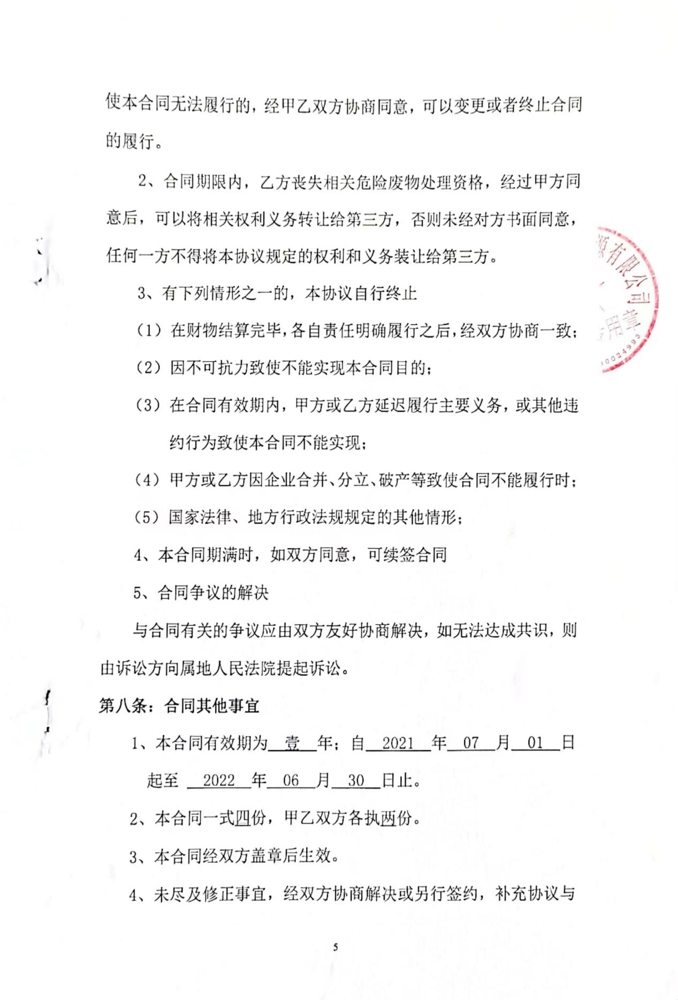 使本合同无法履行的，经甲乙双方协商同意，可以变更或者终止合同
的履行。
2、合同期限内，乙方丧失相关危险废物处理资格，经过甲方同
意后，可以将相关权利义务转让给第三方，否则未经对方书面同意，
任何一方不得将本协议规定的权利和义务装让给第三方。
3、有下列情形之一的，本协议自行终止
（1）在财物结算完毕，各自责任明确履行之后，经双方协商一致；
（2）因不可抗力致使不能实现本合同目的；
（3）在合同有效期内，甲方或乙方延迟履行主要义务，或其他违
约行为致使本合同不能实现；
（4）甲方或乙方因企业合并、分立、破产等致使合同不能履行时；
（5）国家法律、地方行政法规规定的其他情形；
4、本合同期满时，如双方同意，可续签合同
5、合同争议的解决
与合同有关的争议应由双方友好协商解决，如无法达成共识，则
由诉讼方向属地人民法院提起诉讼。
第八条：合同其他事宜
1、本合同有效期为 壹 年；自 2021 年 07 月 01 日
起至 2022 年 06 月 30 日止。
2、本合同一式四份，甲乙双方各执两份。
3、本合同经双方盖章后生效。
4、未尽及修正事宜，经双方协商解决或另行签约，补充协议与
5
源有限公司
用章
10024993